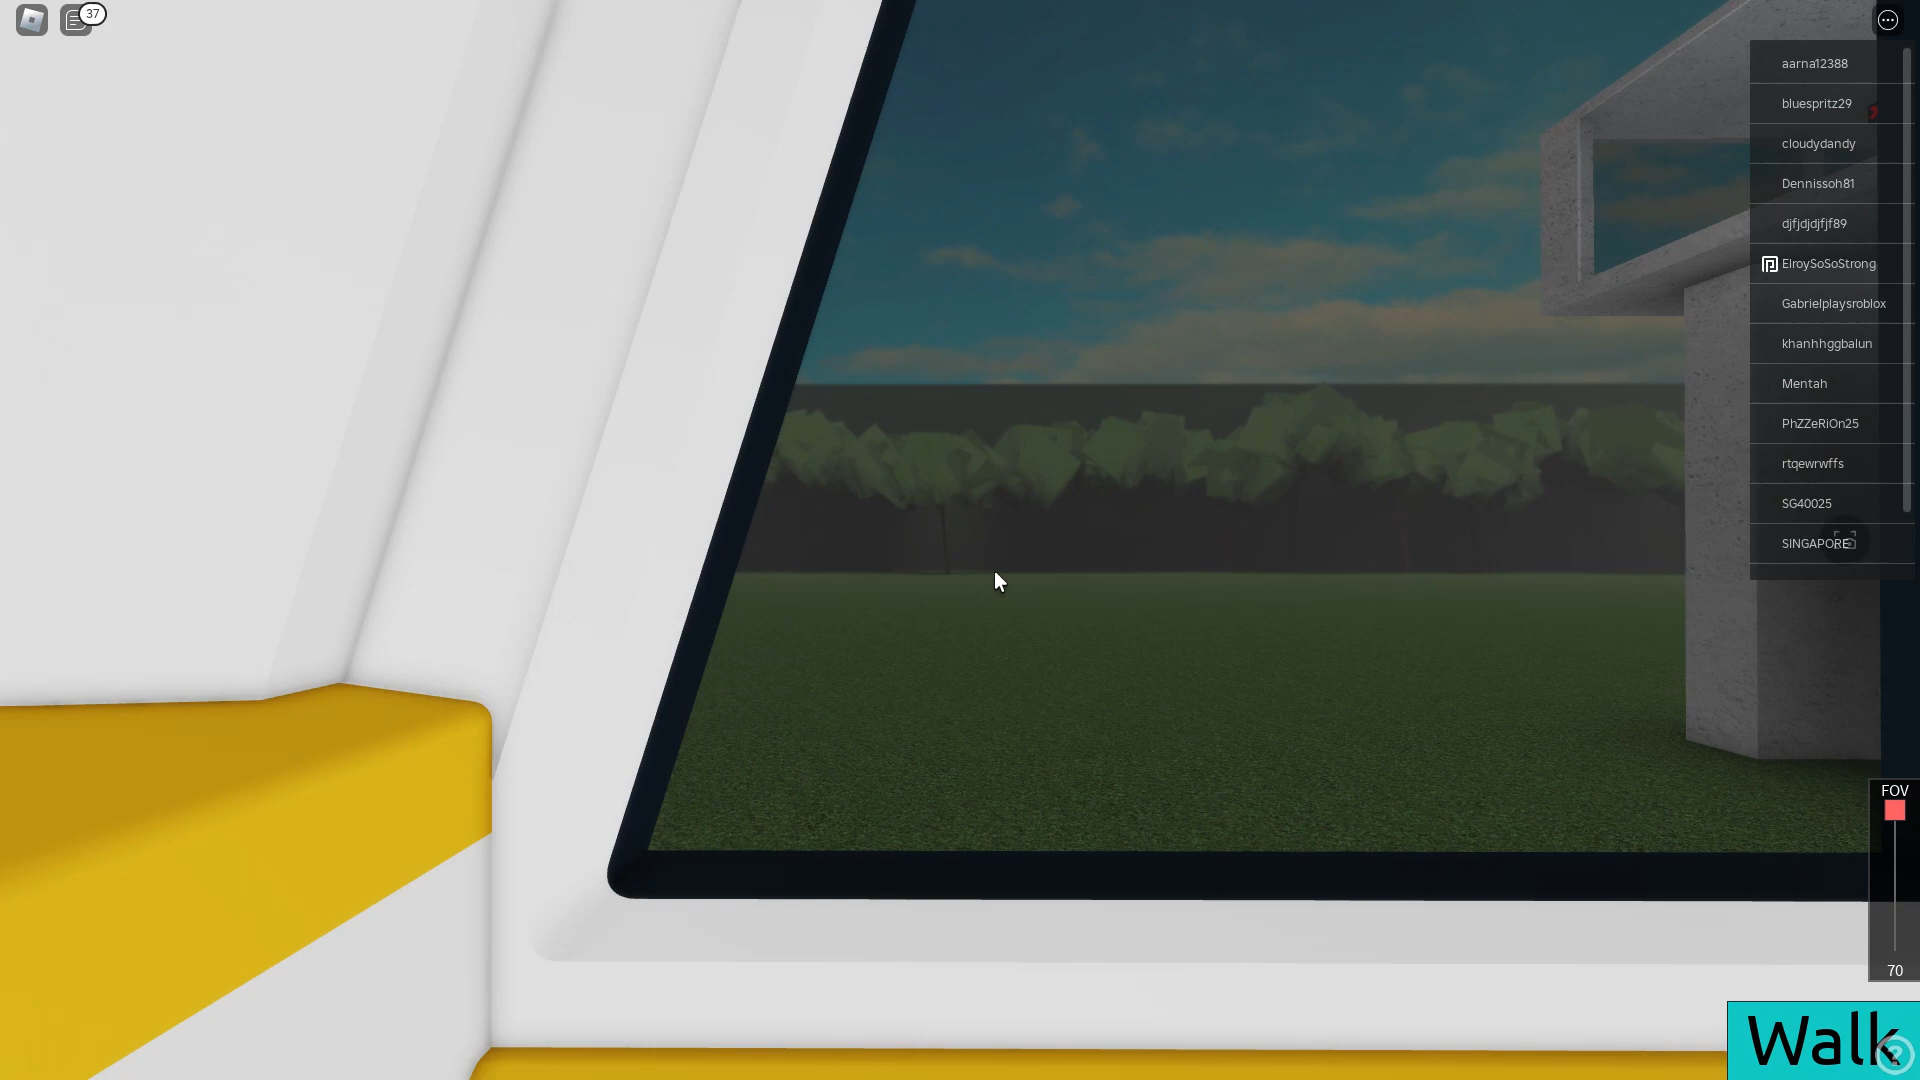 37
aarna12388
bluespritz29
cloudydandy
Dennissoh81
djfjdjdjfjf89
ElroySoSoStrong
Gabrielplaysroblox
khanhhggbalun
Mentah
PhZZeRiOn25
rtqewrwffs
SG40025
SINGAPORE
FOV
70
Walk
?